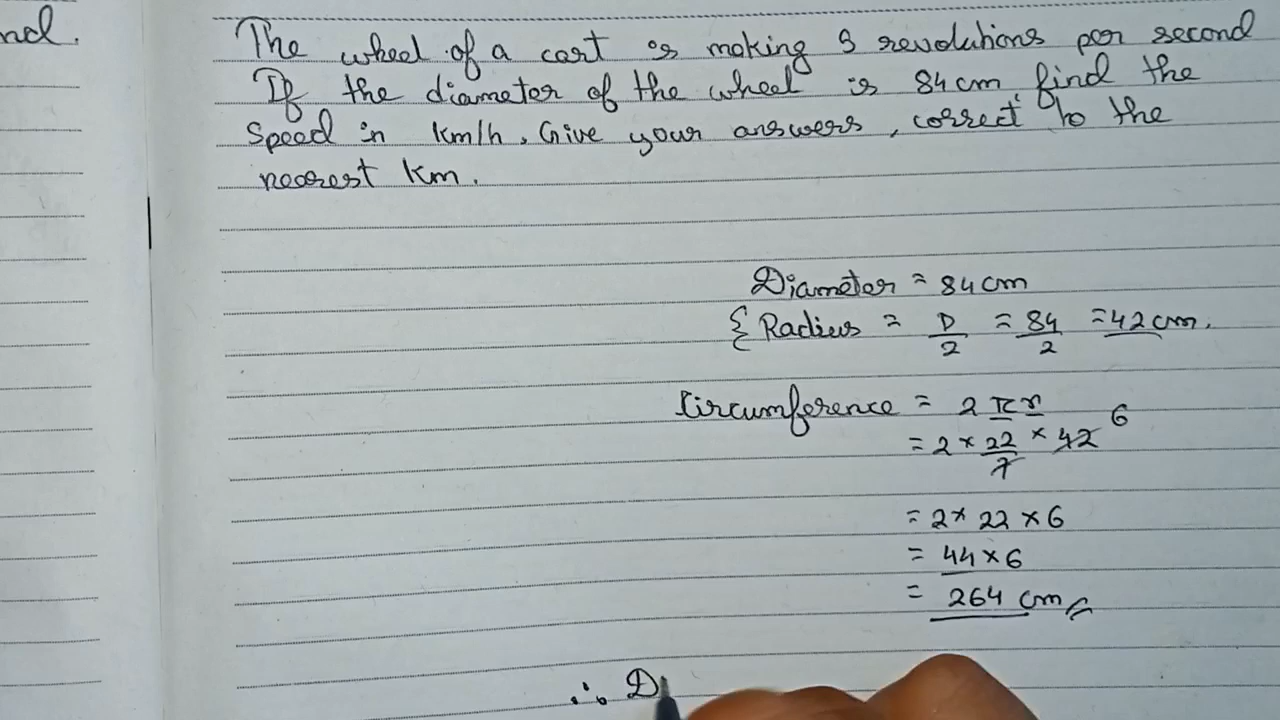 nd.
The wheel of a cart is making 5 revolutions per second
If the diameter of the wheel is 84 cm, find the
Speed in km/h. Give your answers, correct to the
nearest km.
Diameter = 84 cm
{ Radius = D/2 = 84/2 = 42 cm.
Circumference = 2 π r
= 2 × 22/7 × 42 6
= 2 × 22 × 6
= 44 × 6
= 264 cm
∴ D